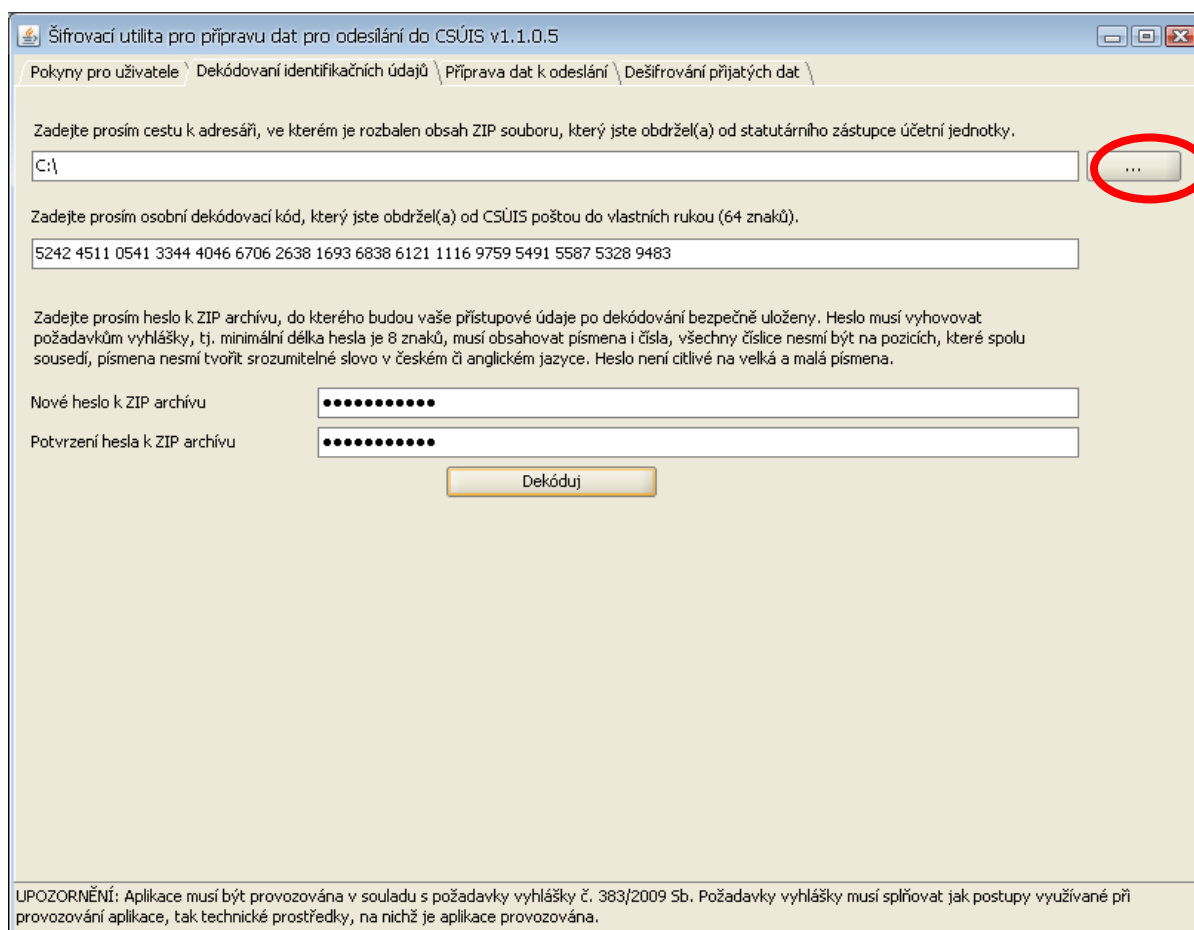 Šifrovací utilita pro přípravu dat pro odesílání do CSÚIS v1.1.0.5
Pokyny pro uživatele Dekódovaní identifikačních údajů Příprava dat k odeslání Dešifrování přijatých dat
Zadejte prosím cestu k adresáři, ve kterém je rozbalen obsah ZIP souboru, který jste obdržel(a) od statutárního zástupce účetní jednotky.
C:\ ...
Zadejte prosím osobní dekódovací kód, který jste obdržel(a) od CSÚIS poštou do vlastních rukou (64 znaků).
5242 4511 0541 3344 4046 6706 2638 1693 6838 6121 1116 9759 5491 5587 5328 9483
Zadejte prosím heslo k ZIP archívu, do kterého budou vaše přístupové údaje po dekódování bezpečně uloženy. Heslo musí vyhovovat
požadavkům vyhlášky, tj. minimální délka hesla je 8 znaků, musí obsahovat písmena i čísla, všechny číslice nesmí být na pozicích, které spolu
sousedí, písmena nesmí tvořit srozumitelné slovo v českém či anglickém jazyce. Heslo není citlivé na velká a malá písmena.
Nové heslo k ZIP archívu ●●●●●●●●●●●
Potvrzení hesla k ZIP archívu ●●●●●●●●●●●
Dekóduj
UPOZORNĚNÍ: Aplikace musí být provozována v souladu s požadavky vyhlášky č. 383/2009 Sb. Požadavky vyhlášky musí splňovat jak postupy využívané při
provozování aplikace, tak technické prostředky, na nichž je aplikace provozována.